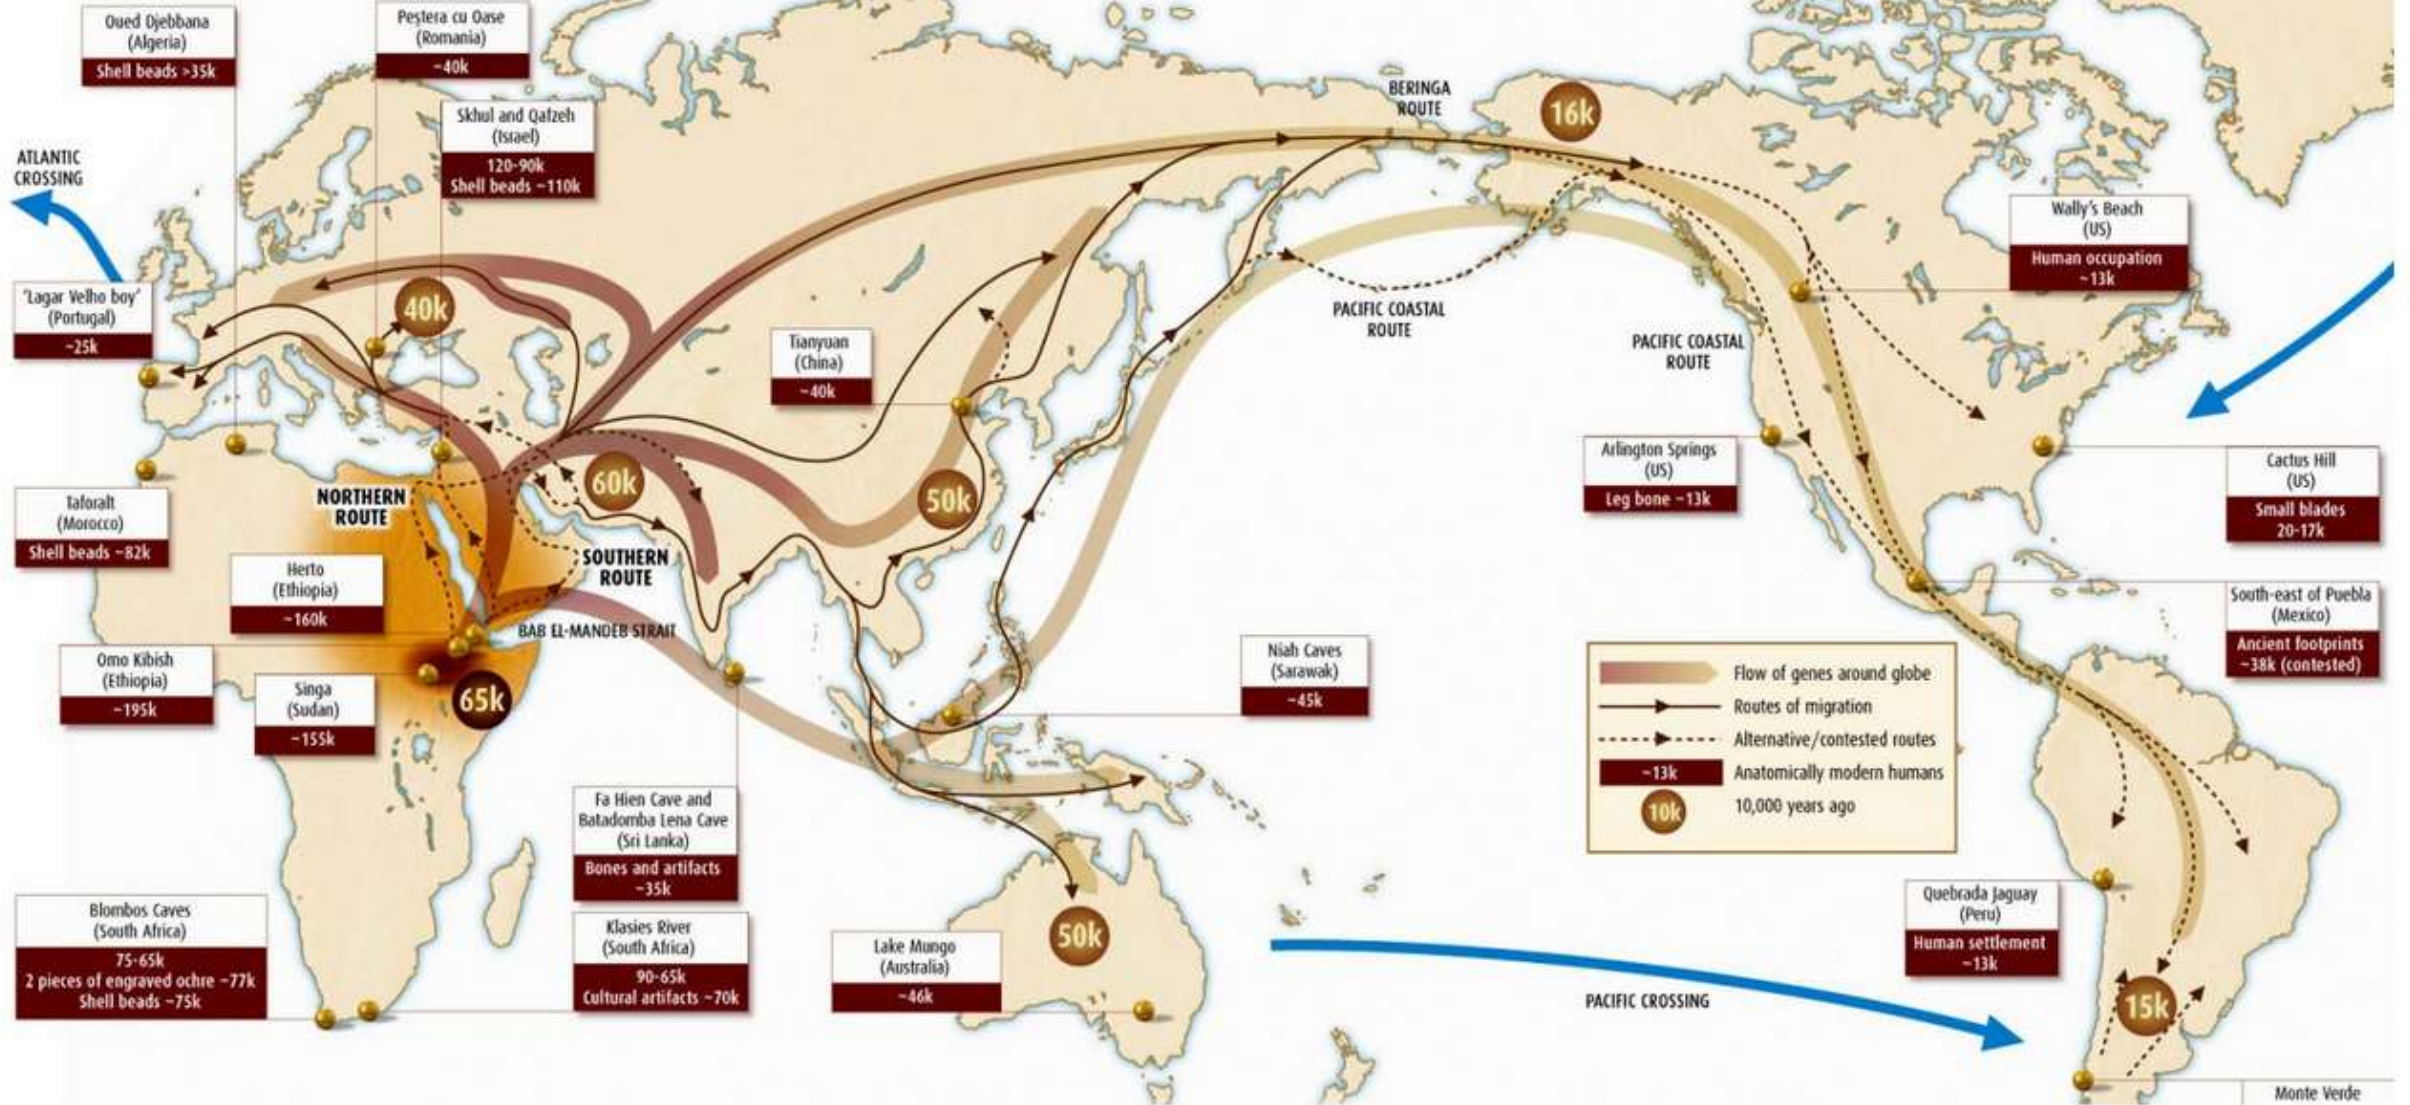 Oued Djebbana
(Algeria)
Shell beads >35k
Peştera cu Oase
(Romania)
~40k
Skhul and Qafzeh
(Israel)
120-90k
Shell beads ~110k
ATLANTIC
CROSSING
'Lagar Velho boy'
(Portugal)
~25k
40k
BERINGA
ROUTE
16k
Wally's Beach
(US)
Human occupation
~13k
PACIFIC COASTAL
ROUTE
PACIFIC COASTAL
ROUTE
Tianyuan
(China)
~40k
Taforalt
(Morocco)
Shell beads ~82k
NORTHERN
ROUTE
60k
50k
SOUTHERN
ROUTE
Arlington Springs
(US)
Leg bone ~13k
Cactus Hill
(US)
Small blades
20-17k
Herto
(Ethiopia)
~160k
BAB EL-MANDEB STRAIT
South-east of Puebla
(Mexico)
Ancient footprints
~38k (contested)
Omo Kibish
(Ethiopia)
~195k
Singa
(Sudan)
~155k
65k
Niah Caves
(Sarawak)
~45k
Flow of genes around globe
Routes of migration
Alternative/contested routes
~13k
Anatomically modern humans
10k
10,000 years ago
Fa Hien Cave and
Batadomba Lena Cave
(Sri Lanka)
Bones and artifacts
~35k
Blombos Caves
(South Africa)
75-65k
2 pieces of engraved ochre ~77k
Shell beads ~75k
Klasies River
(South Africa)
90-65k
Cultural artifacts ~70k
Lake Mungo
(Australia)
~46k
50k
Quebrada Jaguay
(Peru)
Human settlement
~13k
PACIFIC CROSSING
15k
Monte Verde